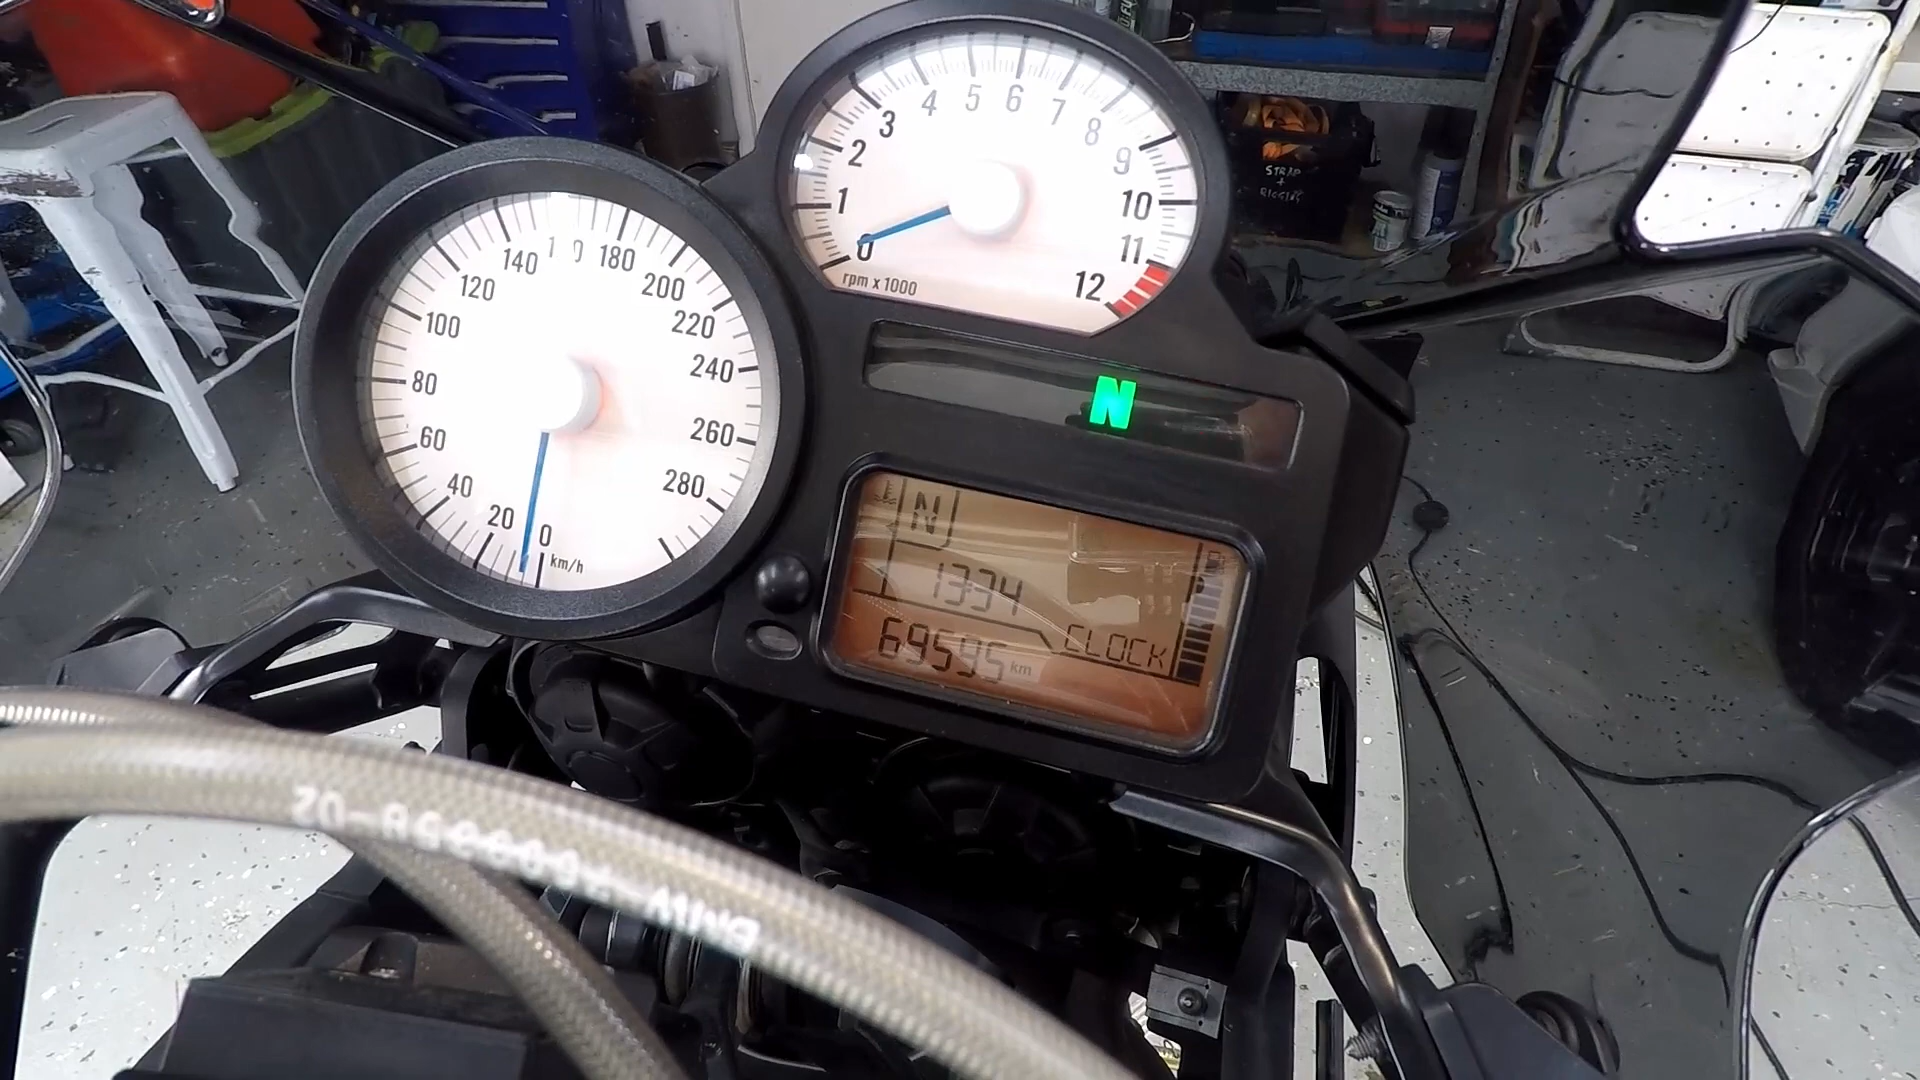 0 1 2 3 4 5 6 7 8 9 10 11 12
rpm x 1000
0 20 40 60 80 100 120 140 180 200 220 240 260 280
km/h
N
N
13:34
CLOCK
69595 km
STRAP
+